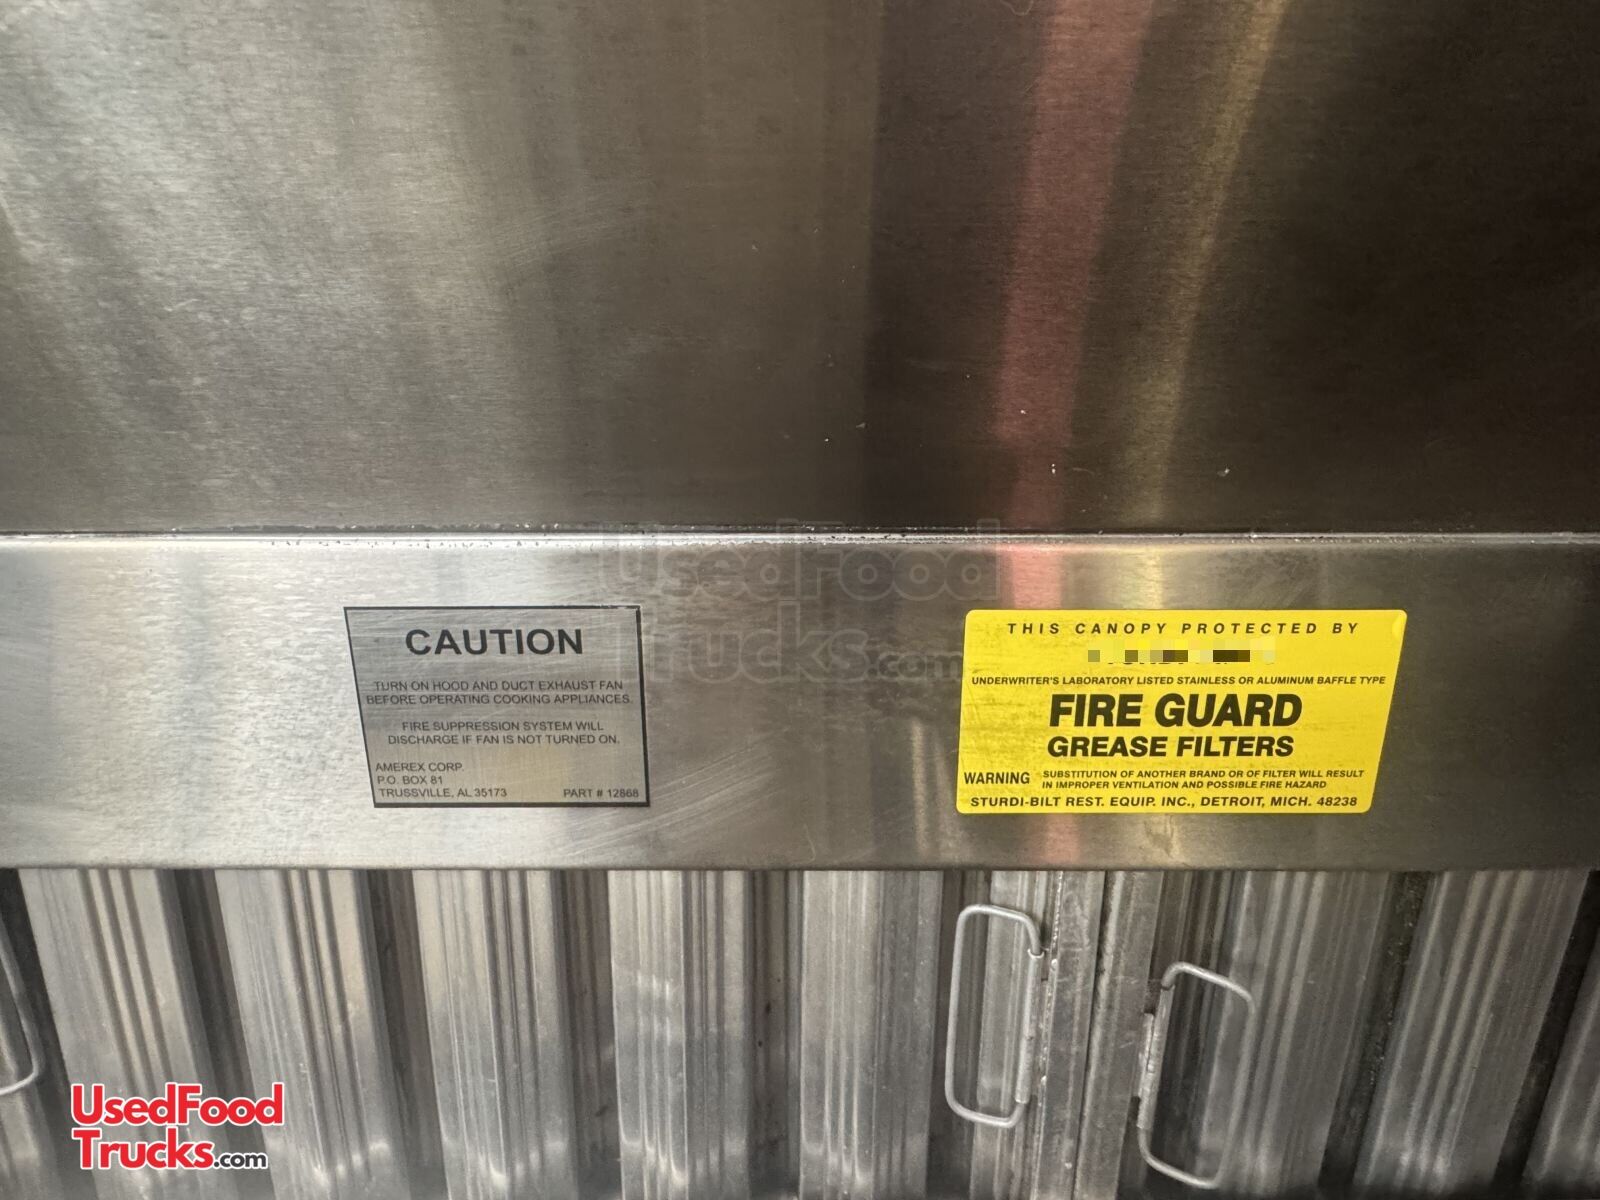 UsedFood
Trucks.com
CAUTION
TURN ON HOOD AND DUCT EXHAUST FAN
BEFORE OPERATING COOKING APPLIANCES.
FIRE SUPPRESSION SYSTEM WILL
DISCHARGE IF FAN IS NOT TURNED ON.
AMEREX CORP.
P.O. BOX 81
TRUSSVILLE, AL 35173 PART # 12868
THIS CANOPY PROTECTED BY
UNDERWRITER'S LABORATORY LISTED STAINLESS OR ALUMINUM BAFFLE TYPE
FIRE GUARD
GREASE FILTERS
WARNING SUBSTITUTION OF ANOTHER BRAND OR OF FILTER WILL RESULT
IN IMPROPER VENTILATION AND POSSIBLE FIRE HAZARD
STURDI-BILT REST. EQUIP. INC., DETROIT, MICH. 48238
UsedFood
Trucks.com